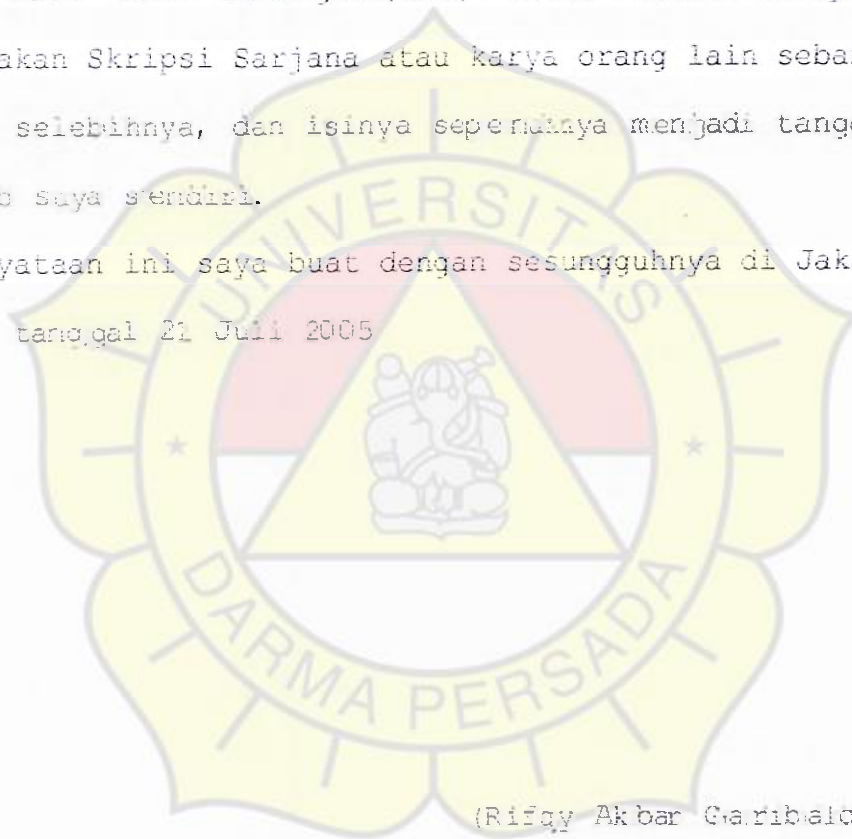 akan Skripsi Sarjana atau karya orang lain seba
selebihnya, dan isinya sepenuhnya menjadi tangg
saya sendiri.
yataan ini saya buat dengan sesungguhnya di Jak
tanggal 21 Juli 2005
UNIVERSITAS
DARMA PERSADA
(Rifqy Akbar Garibald